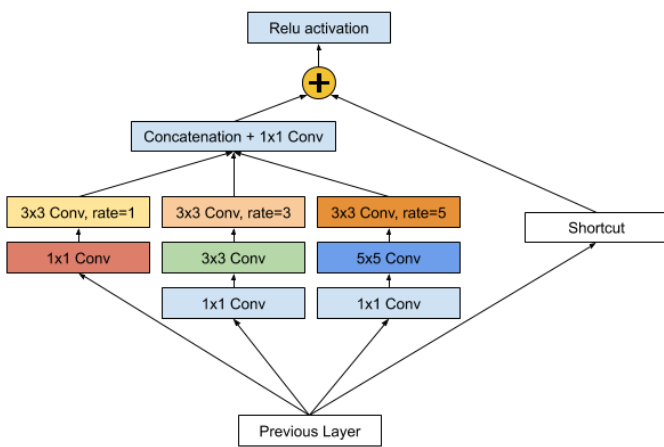 Relu activation
+
Concatenation + 1x1 Conv
3x3 Conv, rate=1
3x3 Conv, rate=3
3x3 Conv, rate=5
Shortcut
1x1 Conv
3x3 Conv
5x5 Conv
1x1 Conv
1x1 Conv
Previous Layer